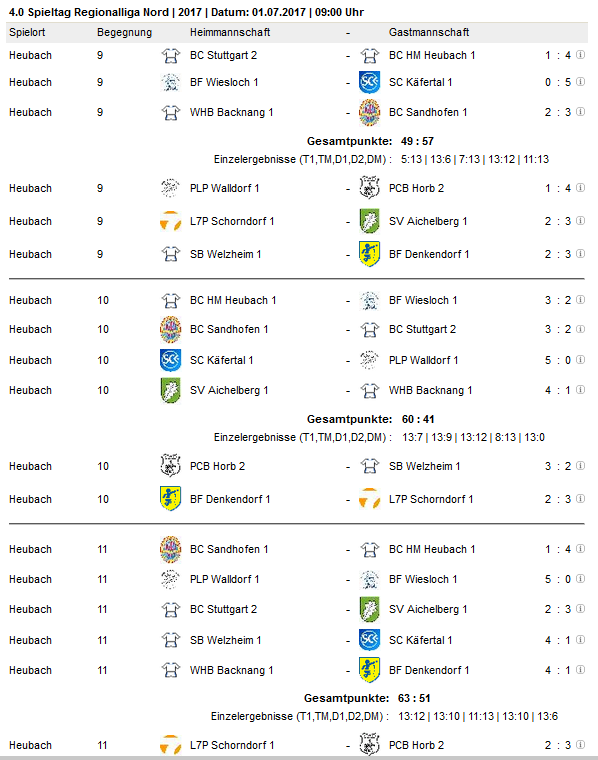 4.0 Spieltag Regionalliga Nord | 2017 | Datum: 01.07.2017 | 09:00 Uhr
Spielort Begegnung Heimmannschaft - Gastmannschaft
Heubach 9 BC Stuttgart 2 - BC HM Heubach 1 1 : 4
Heubach 9 BF Wiesloch 1 - SC Käfertal 1 0 : 5
Heubach 9 WHB Backnang 1 - BC Sandhofen 1 2 : 3
Gesamtpunkte: 49 : 57
Einzelergebnisse (T1,TM,D1,D2,DM) : 5:13 | 13:6 | 7:13 | 13:12 | 11:13
Heubach 9 PLP Walldorf 1 - PCB Horb 2 1 : 4
Heubach 9 L7P Schorndorf 1 - SV Aichelberg 1 2 : 3
Heubach 9 SB Welzheim 1 - BF Denkendorf 1 2 : 3
Heubach 10 BC HM Heubach 1 - BF Wiesloch 1 3 : 2
Heubach 10 BC Sandhofen 1 - BC Stuttgart 2 3 : 2
Heubach 10 SC Käfertal 1 - PLP Walldorf 1 5 : 0
Heubach 10 SV Aichelberg 1 - WHB Backnang 1 4 : 1
Gesamtpunkte: 60 : 41
Einzelergebnisse (T1,TM,D1,D2,DM) : 13:7 | 13:9 | 13:12 | 8:13 | 13:0
Heubach 10 PCB Horb 2 - SB Welzheim 1 3 : 2
Heubach 10 BF Denkendorf 1 - L7P Schorndorf 1 2 : 3
Heubach 11 BC Sandhofen 1 - BC HM Heubach 1 1 : 4
Heubach 11 PLP Walldorf 1 - BF Wiesloch 1 5 : 0
Heubach 11 BC Stuttgart 2 - SV Aichelberg 1 2 : 3
Heubach 11 SB Welzheim 1 - SC Käfertal 1 4 : 1
Heubach 11 WHB Backnang 1 - BF Denkendorf 1 4 : 1
Gesamtpunkte: 63 : 51
Einzelergebnisse (T1,TM,D1,D2,DM) : 13:12 | 13:10 | 11:13 | 13:10 | 13:6
Heubach 11 L7P Schorndorf 1 - PCB Horb 2 2 : 3